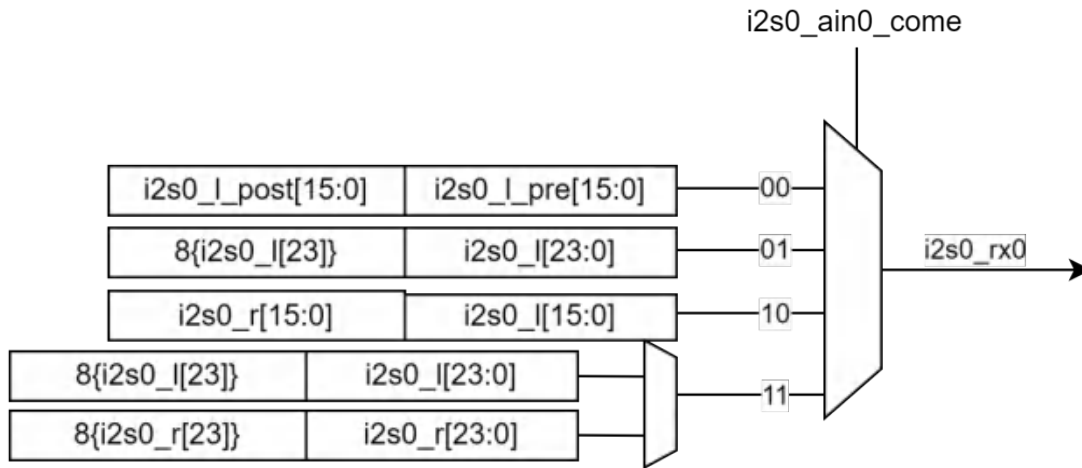 i2s0_ain0_come
i2s0_l_post[15:0] i2s0_l_pre[15:0] 00
8{i2s0_l[23]} i2s0_l[23:0] 01 i2s0_rx0
i2s0_r[15:0] i2s0_l[15:0] 10
8{i2s0_l[23]} i2s0_l[23:0]
11
8{i2s0_r[23]} i2s0_r[23:0]